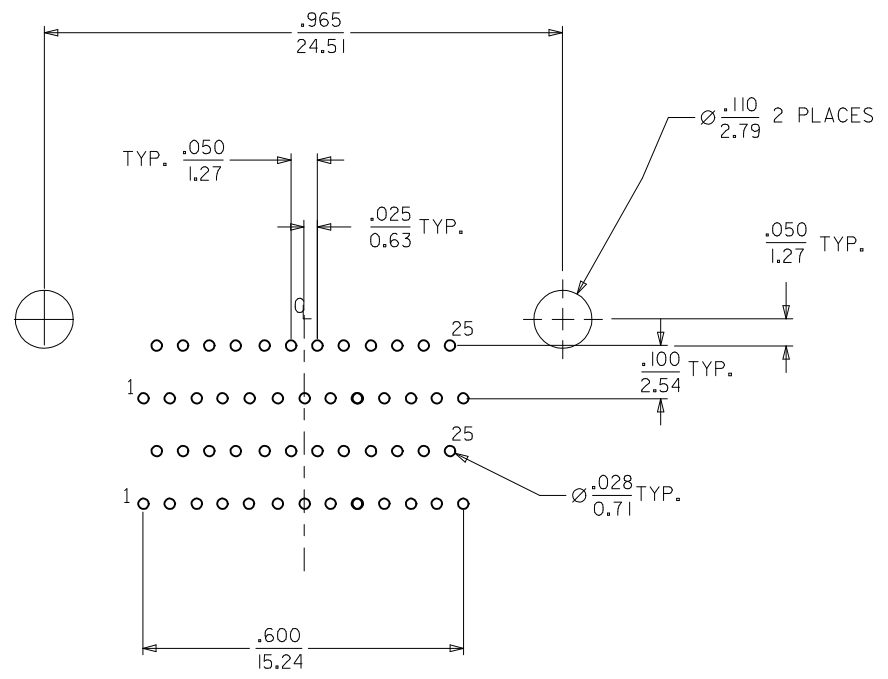 .965
24.51
.110
⌀ 2 PLACES
2.79
TYP. .050
1.27
.025
TYP.
0.63
.050
TYP.
1.27
CL
25
.100
TYP.
2.54
1
25
.028
⌀ TYP.
0.71
1
.600
15.24